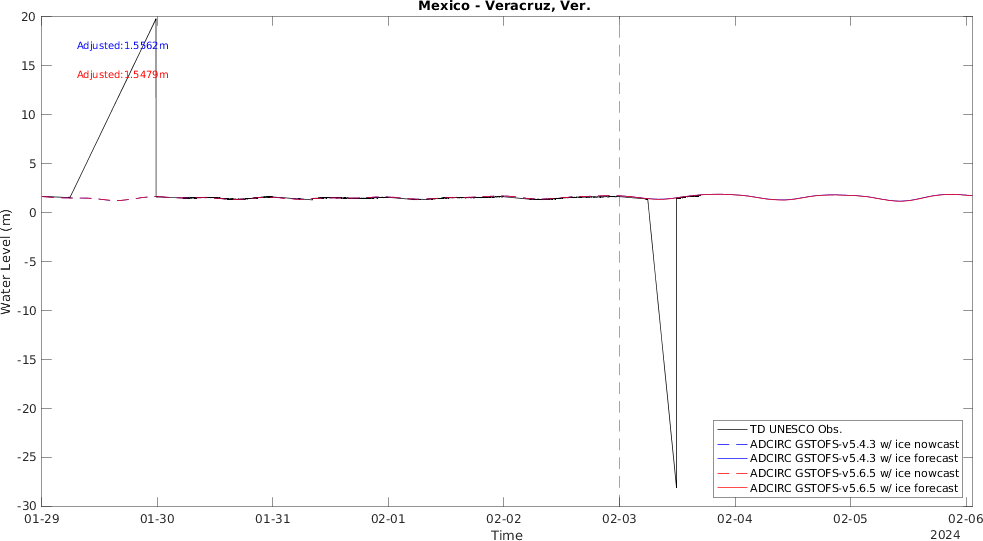 Mexico - Veracruz, Ver.
20
15
10
5
0
-5
-10
-15
-20
-25
-30
Water Level (m)
Adjusted:1.5562m
Adjusted:1.5479m
TD UNESCO Obs.
ADCIRC GSTOFS-v5.4.3 w/ ice nowcast
ADCIRC GSTOFS-v5.4.3 w/ ice forecast
ADCIRC GSTOFS-v5.6.5 w/ ice nowcast
ADCIRC GSTOFS-v5.6.5 w/ ice forecast
01-29 01-30 01-31 02-01 02-02 02-03 02-04 02-05 02-06
Time
2024